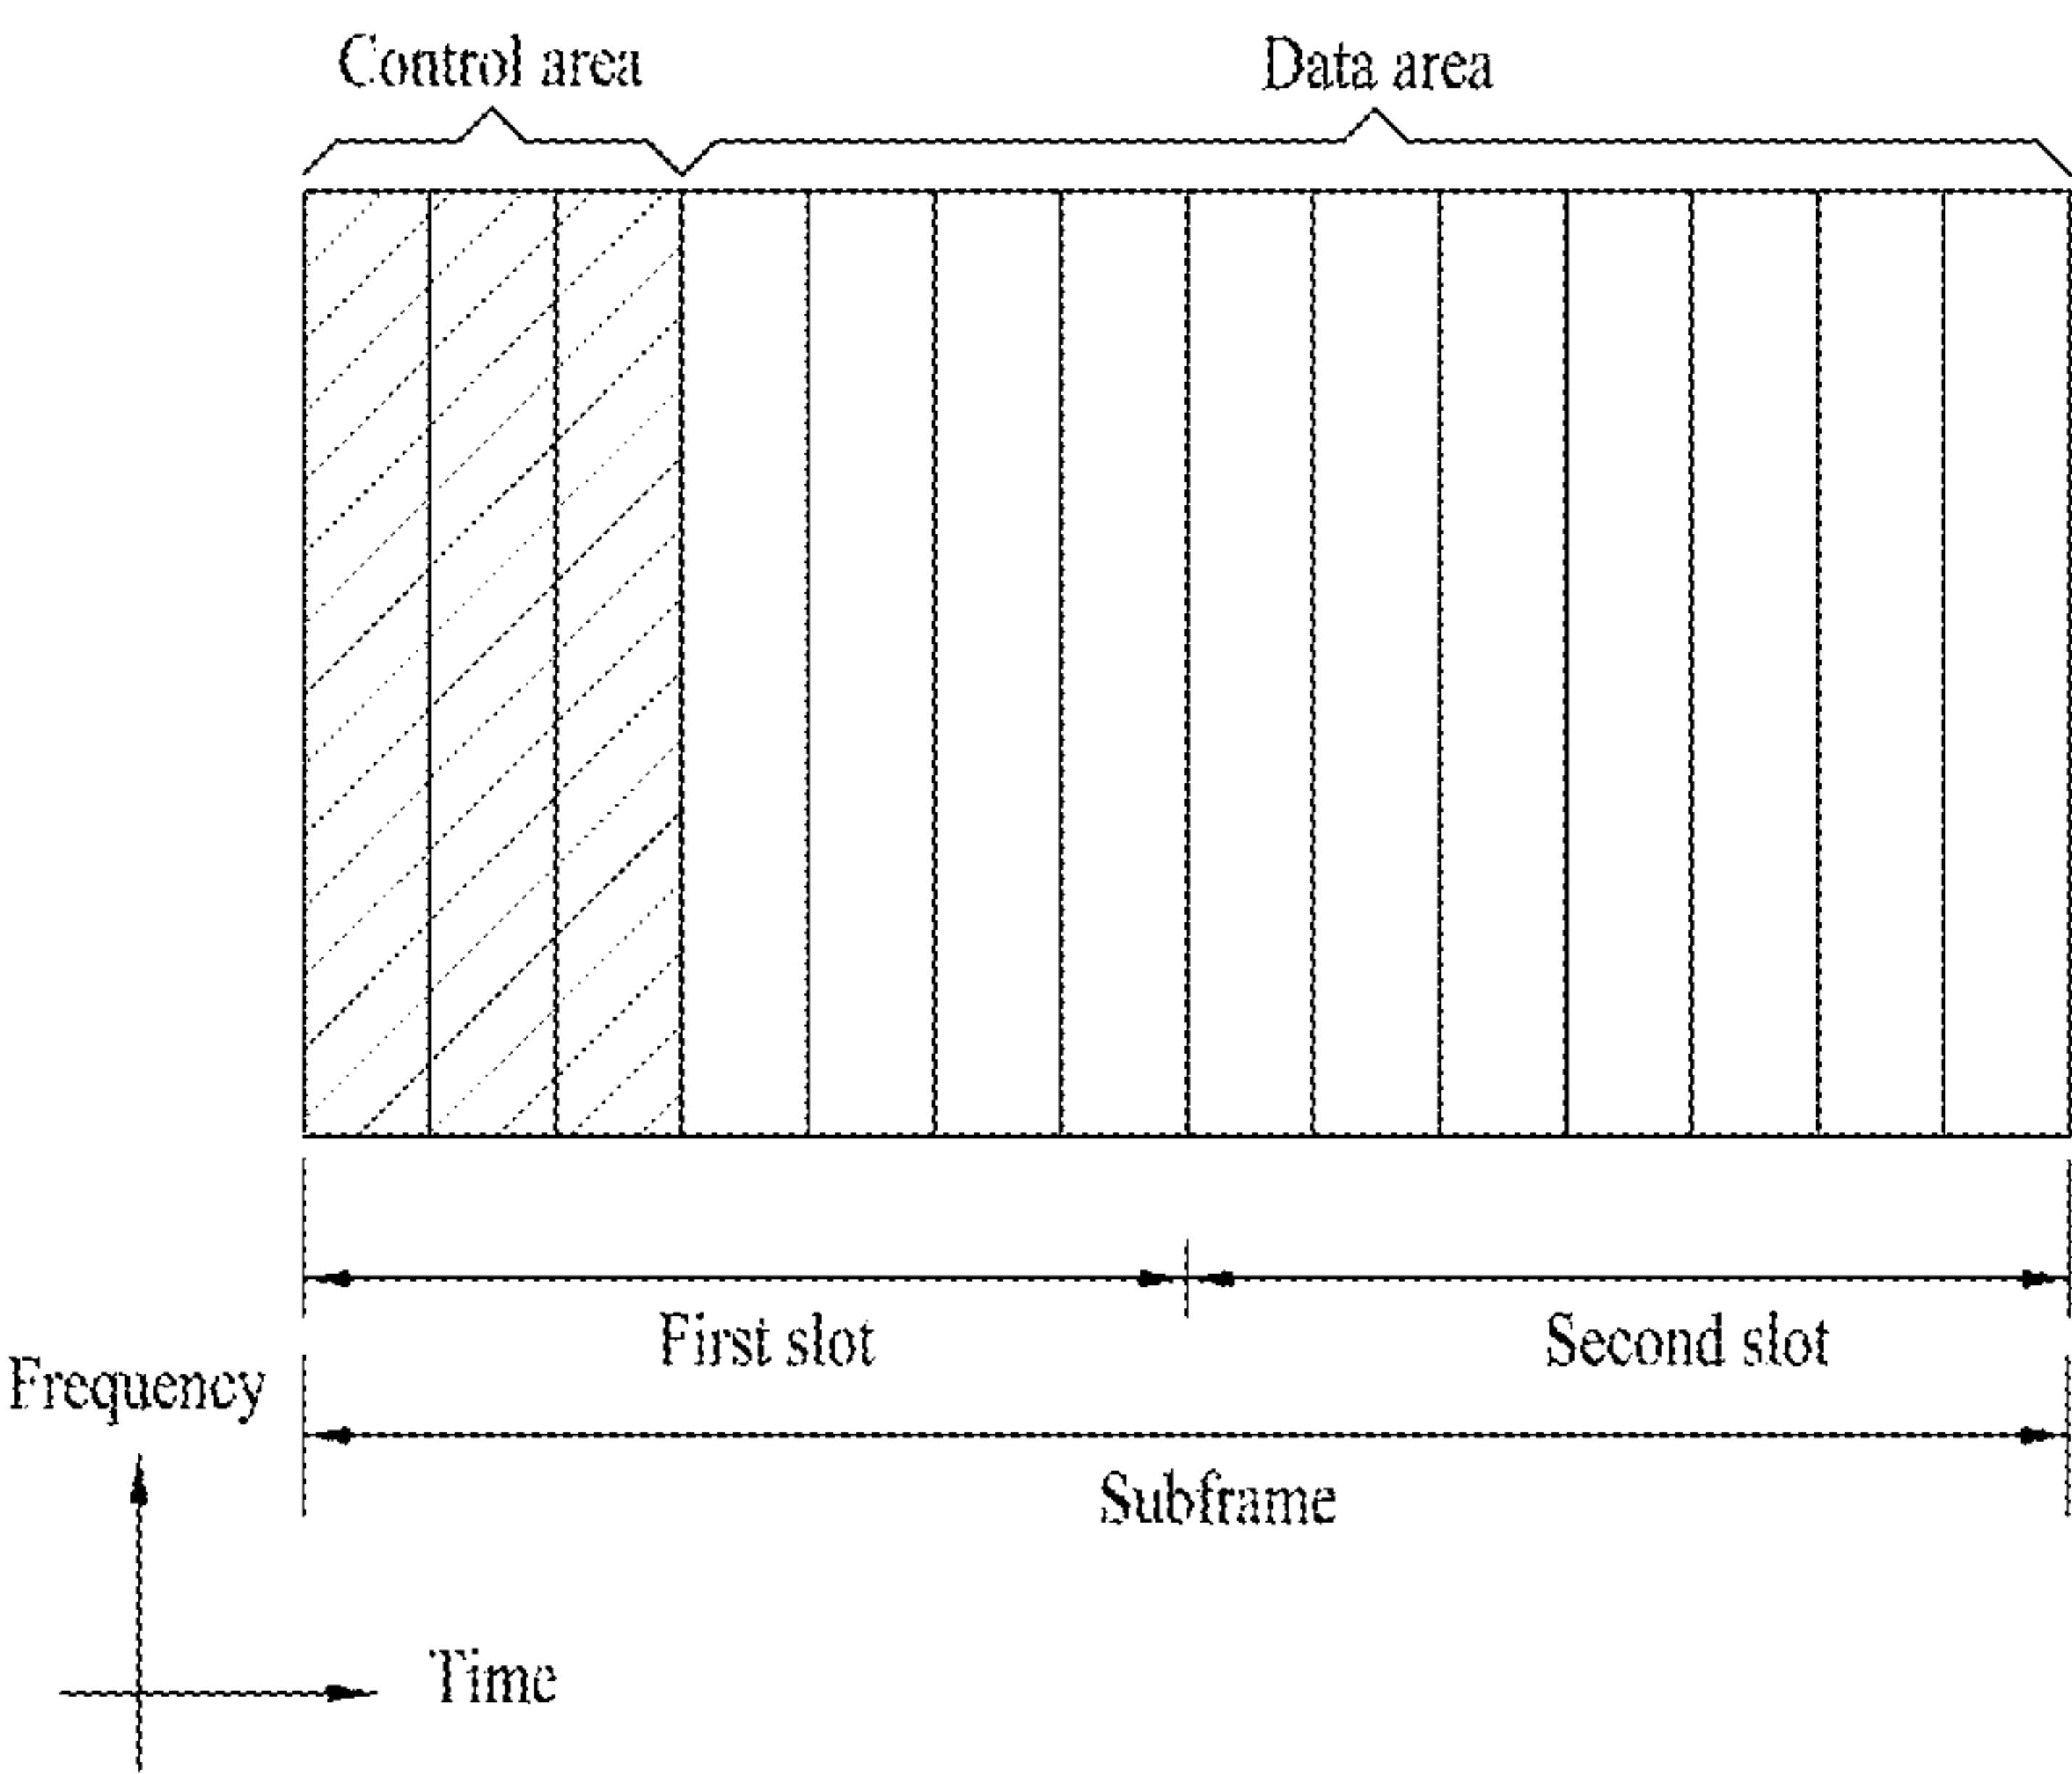 Control area
Data area
First slot
Second slot
Frequency
Subframe
Time